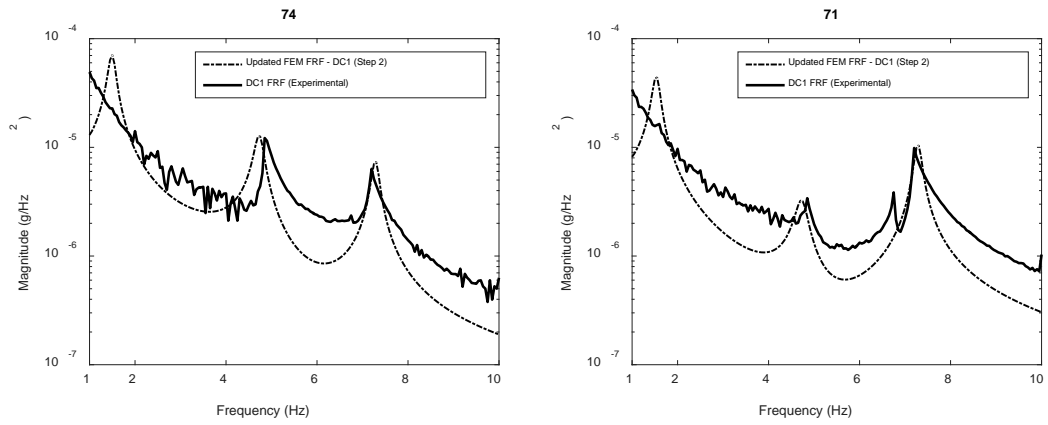 74
10 -4
Updated FEM FRF - DC1 (Step 2)
DC1 FRF (Experimental)
10 -5
10 -6
10 -7
Magnitude (g/Hz 2 )
1 2 4 6 8 10
Frequency (Hz)
71
10 -4
Updated FEM FRF - DC1 (Step 2)
DC1 FRF (Experimental)
10 -5
10 -6
10 -7
Magnitude (g/Hz 2 )
1 2 4 6 8 10
Frequency (Hz)